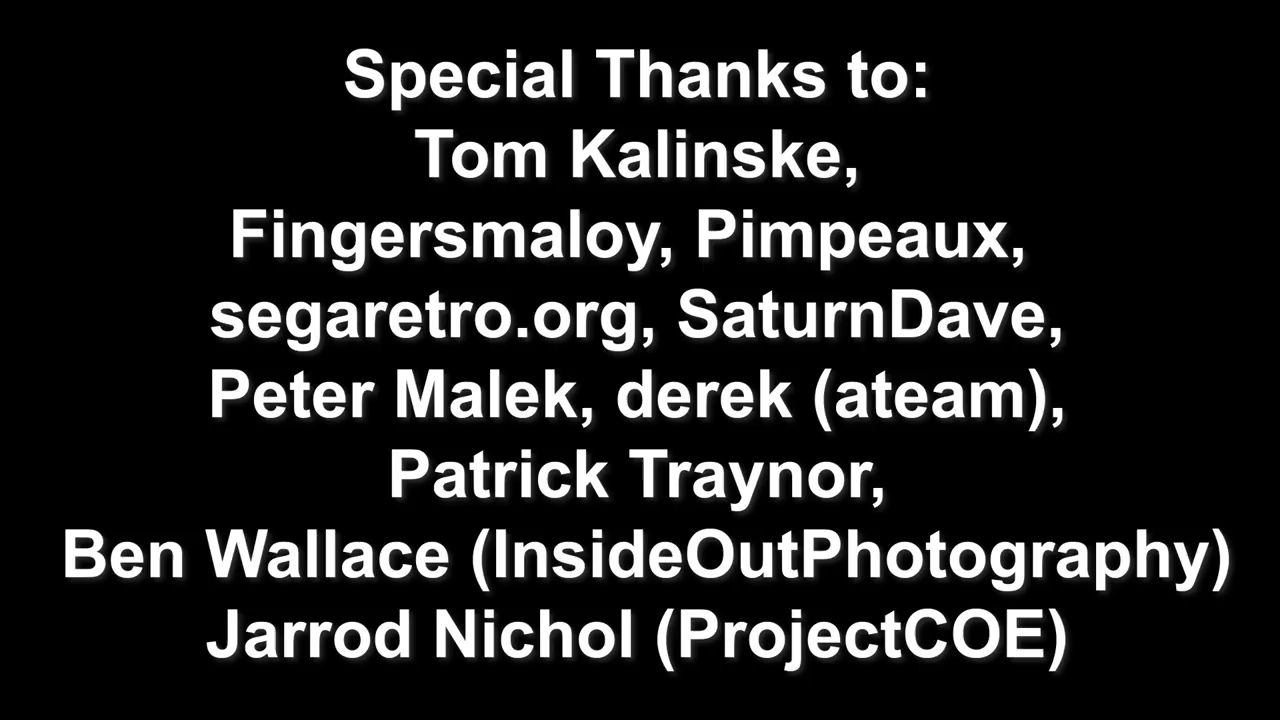 Special Thanks to:
Tom Kalinske,
Fingersmaloy, Pimpeaux,
segaretro.org, SaturnDave,
Peter Malek, derek (ateam),
Patrick Traynor,
Ben Wallace (InsideOutPhotography)
Jarrod Nichol (ProjectCOE)